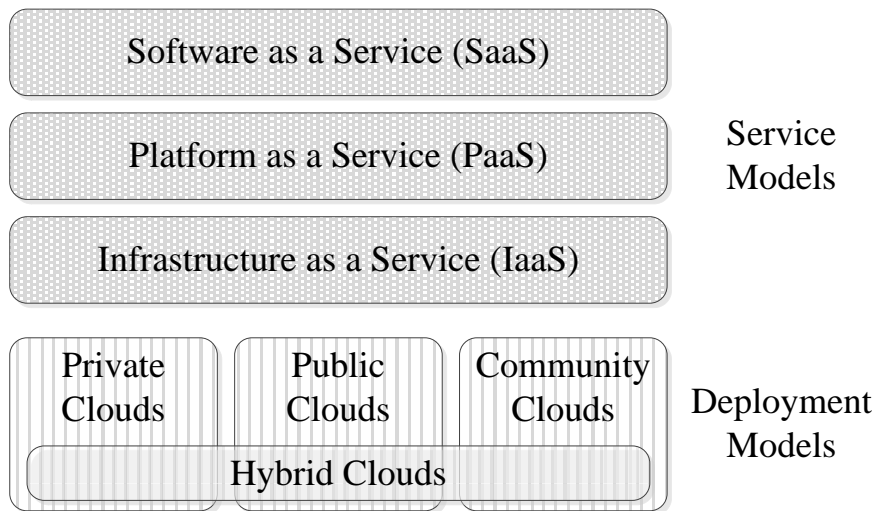 Software as a Service (SaaS)
Platform as a Service (PaaS)
Infrastructure as a Service (IaaS)
Service
Models
Private
Clouds
Public
Clouds
Community
Clouds
Hybrid Clouds
Deployment
Models